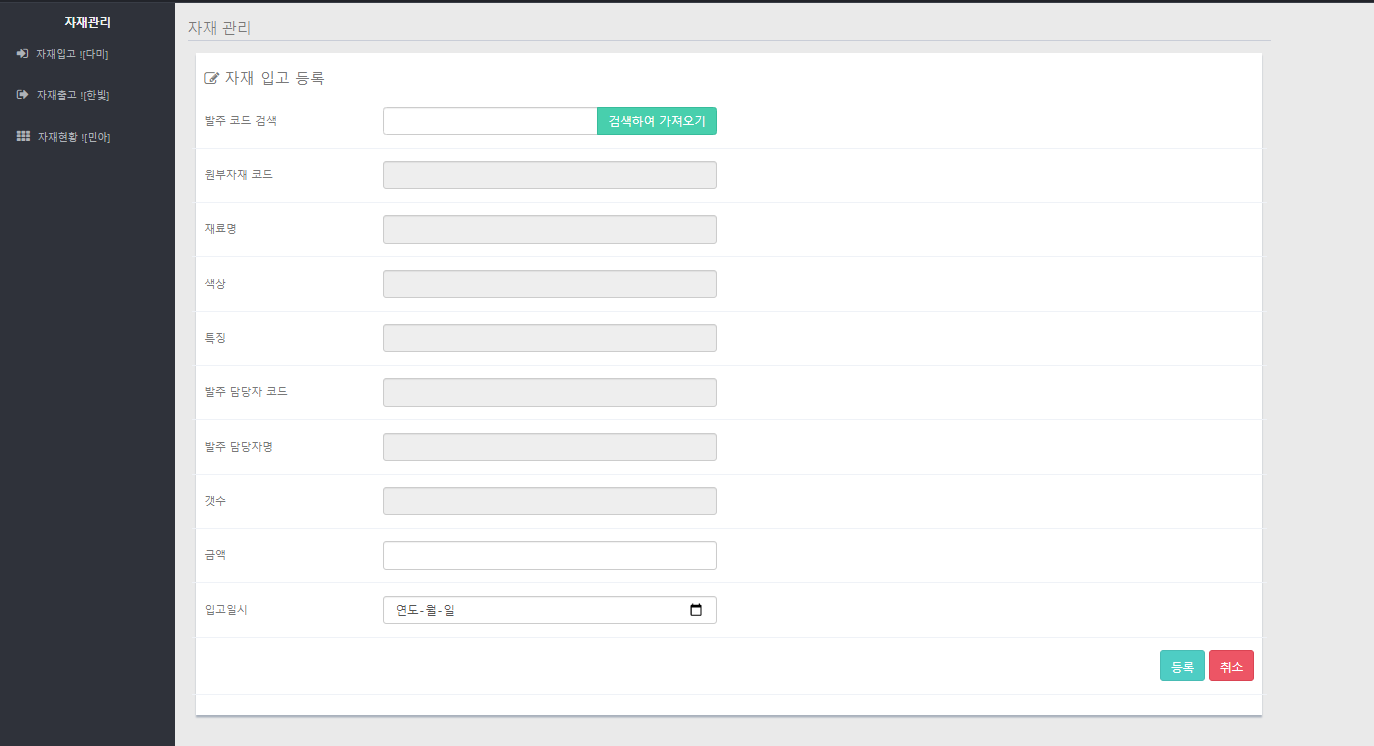 자재관리
자재입고 ![다미]
자재출고 ![한빛]
자재현황 ![민아]
자재 관리
자재 입고 등록
발주 코드 검색
검색하여 가져오기
원부자재 코드
재료명
색상
특징
발주 담당자 코드
발주 담당자명
갯수
금액
입고일시
연도-월-일
등록
취소